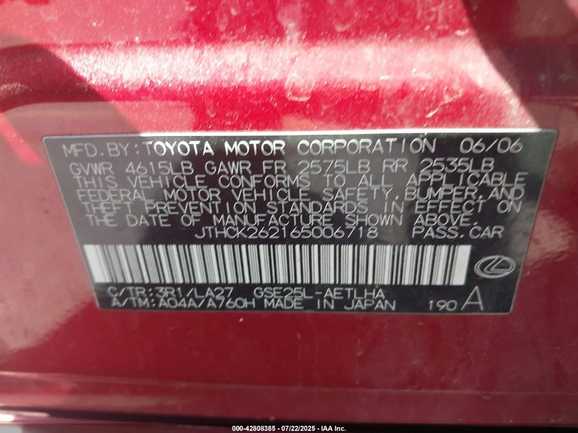 MFD.BY: TOYOTA MOTOR CORPORATION 06/06
GVWR 4615LB GAWR FR 2575LB RR 2535LB
THIS VEHICLE CONFORMS TO ALL APPLICABLE
FEDERAL MOTOR VEHICLE SAFETY, BUMPER, AND
THEFT PREVENTION STANDARDS IN EFFECT ON
THE DATE OF MANUFACTURE SHOWN ABOVE.
JTHCK262165006718 PASS.CAR
C/TR:3R1/LA27 GSE25L-AETLHA
A/TM:A04A/A760H MADE IN JAPAN 190 A
000-42808385 - 07/22/2025 - IAA Inc.